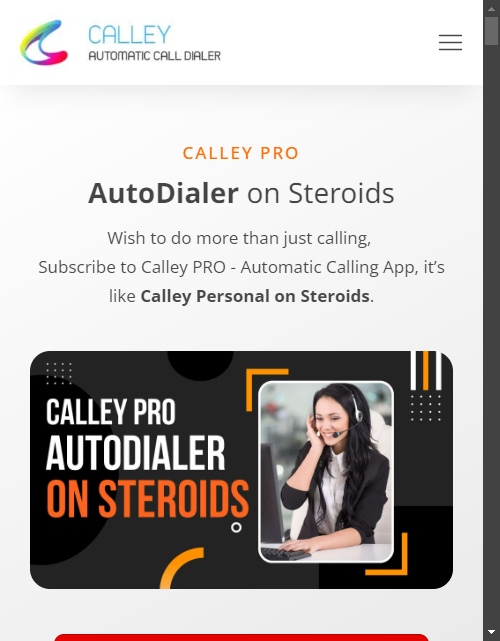 CALLEY
AUTOMATIC CALL DIALER
CALLEY PRO
AutoDialer on Steroids
Wish to do more than just calling,
Subscribe to Calley PRO - Automatic Calling App, it’s
like Calley Personal on Steroids.
CALLEY PRO
AUTODIALER
ON STEROIDS